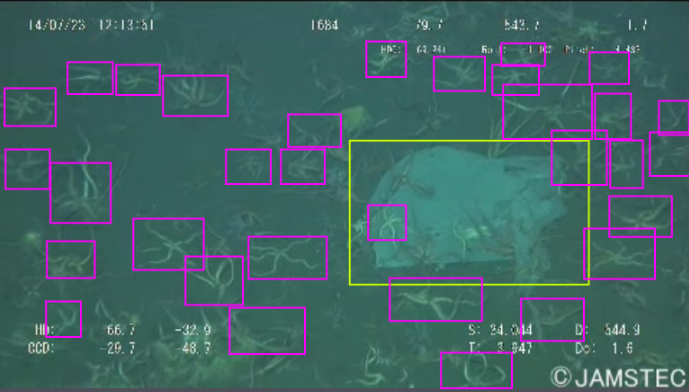 14/07/23 12:13:51 1684 79.7 543.7 1.7
HD: 66.7 -32.9 S: 34.044 D: 544.9
CCD: -29.7 -48.7 T: 3.947 Do: 1.6
© JAMSTEC